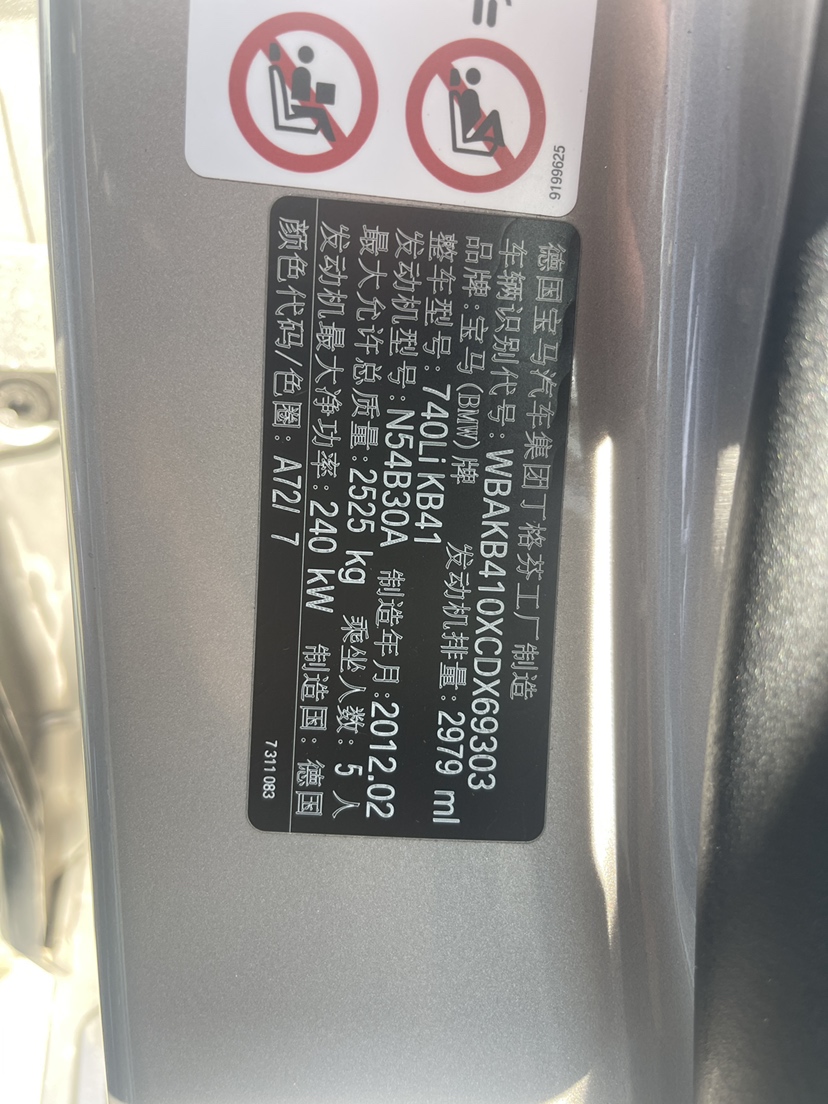 9199625
德国宝马汽车集团丁格芬工厂 制造
车辆识别代号:WBAKB410XCDX69303
品牌:宝马(BMW)牌 发动机排量:2979 ml
整车型号:740Li KB41
发动机型号:N54B30A 制造年月:2012.02
最大允许总质量:2525 kg 乘坐人数:5人
发动机最大净功率:240 kW 制造国:德国
颜色代码/色圈:A72/ 7
7 311 083